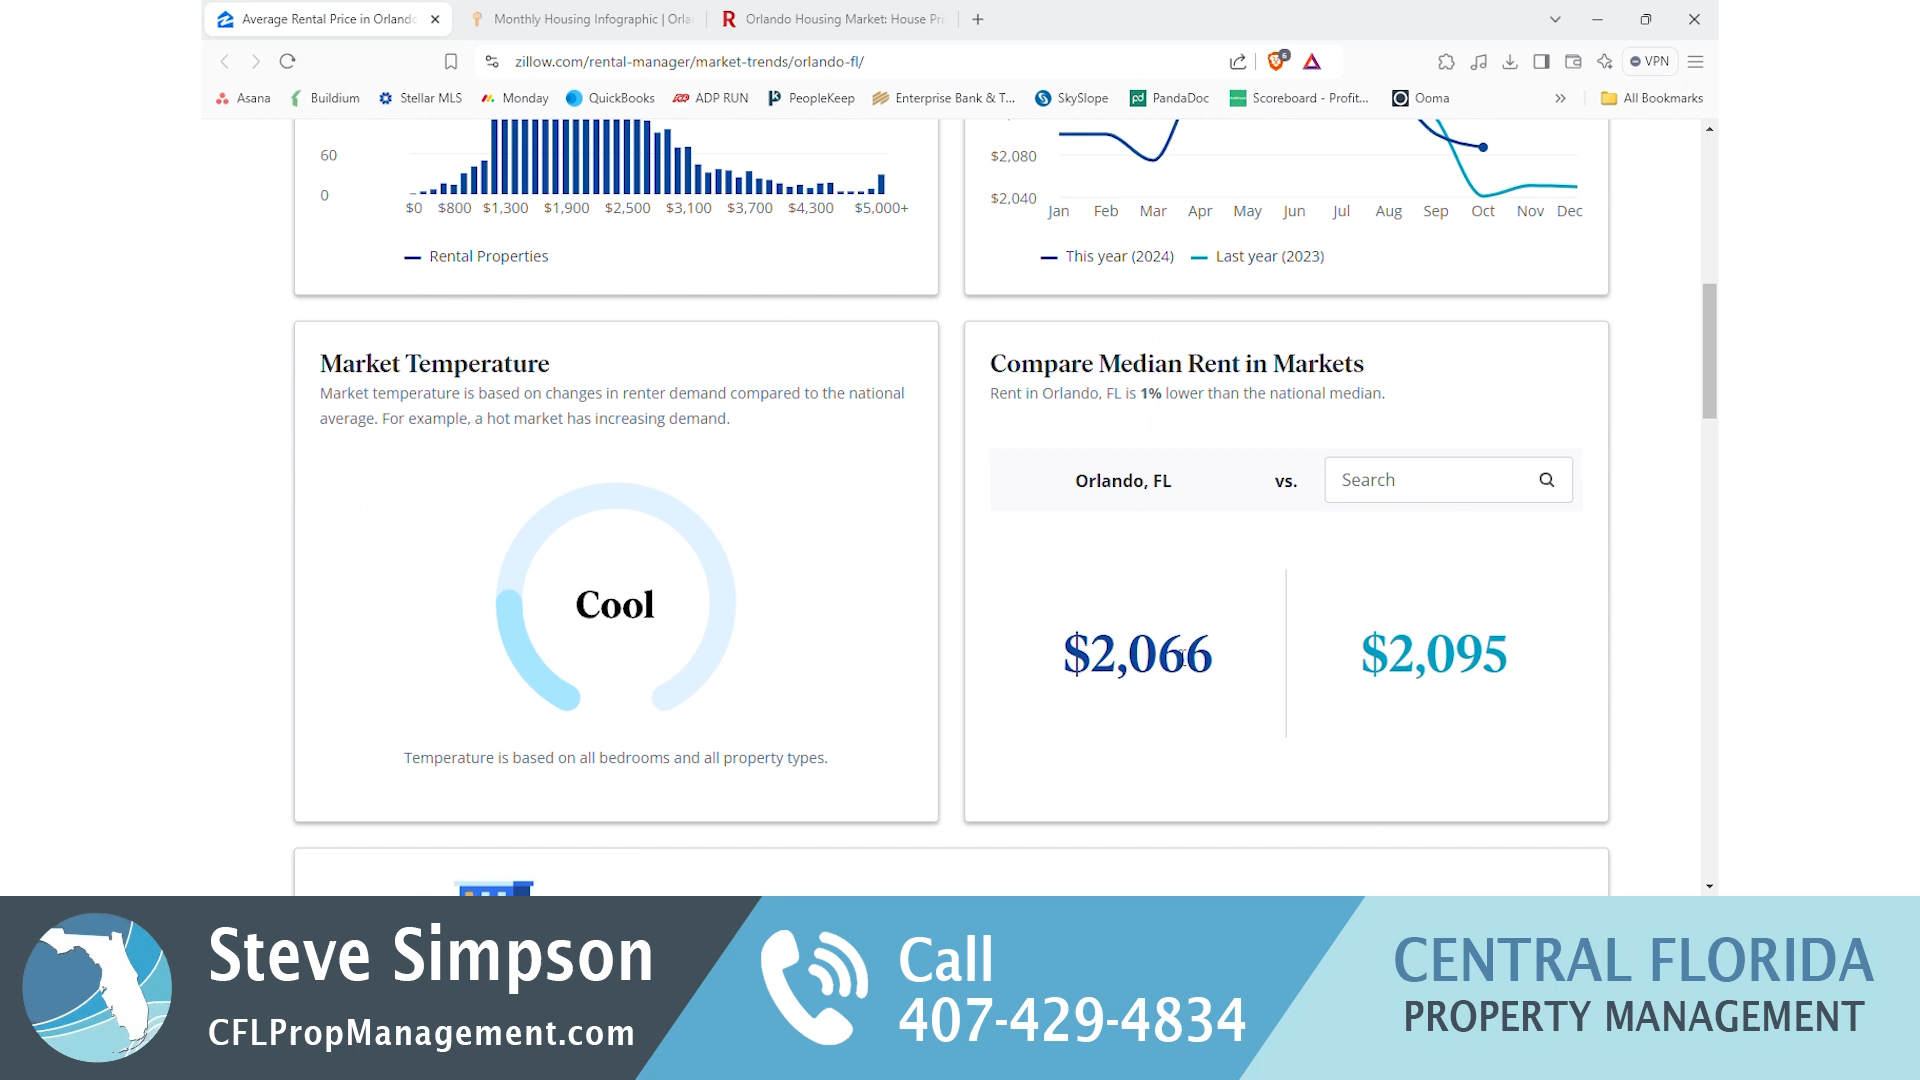 Average Rental Price in Orlando
Monthly Housing Infographic | Orla
Orlando Housing Market: House Pri
zillow.com/rental-manager/market-trends/orlando-fl/
6
VPN
Asana
Buildium
Stellar MLS
Monday
QuickBooks
ADP RUN
PeopleKeep
Enterprise Bank & T...
SkySlope
PandaDoc
Scoreboard - Profit...
Ooma
All Bookmarks
60
0
$0 $800 $1,300 $1,900 $2,500 $3,100 $3,700 $4,300 $5,000+
Rental Properties
$2,080
$2,040
Jan Feb Mar Apr May Jun Jul Aug Sep Oct Nov Dec
This year (2024) Last year (2023)
Market Temperature
Market temperature is based on changes in renter demand compared to the national
average. For example, a hot market has increasing demand.
Cool
Temperature is based on all bedrooms and all property types.
Compare Median Rent in Markets
Rent in Orlando, FL is 1% lower than the national median.
Orlando, FL vs. Search
$2,066 $2,095
Steve Simpson
CFLPropManagement.com
Call
407-429-4834
CENTRAL FLORIDA
PROPERTY MANAGEMENT